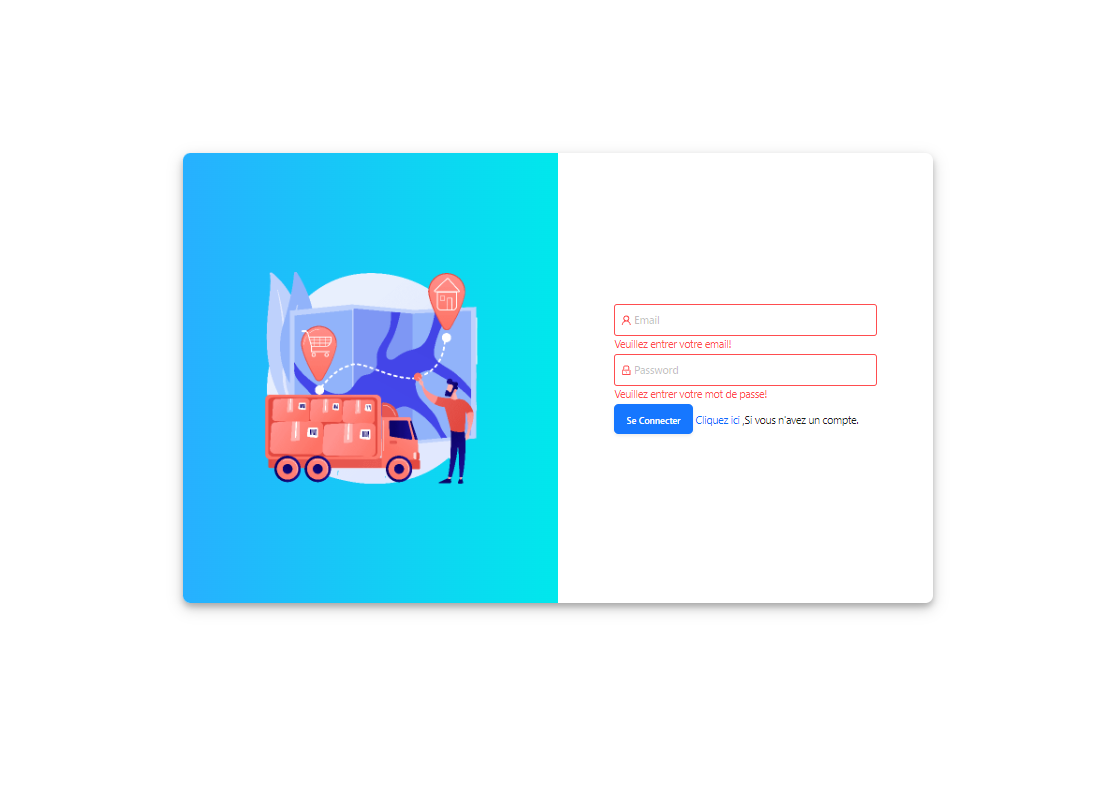 Email
Veuillez entrer votre email!
Password
Veuillez entrer votre mot de passe!
Se Connecter Cliquez ici ,Si vous n'avez un compte.